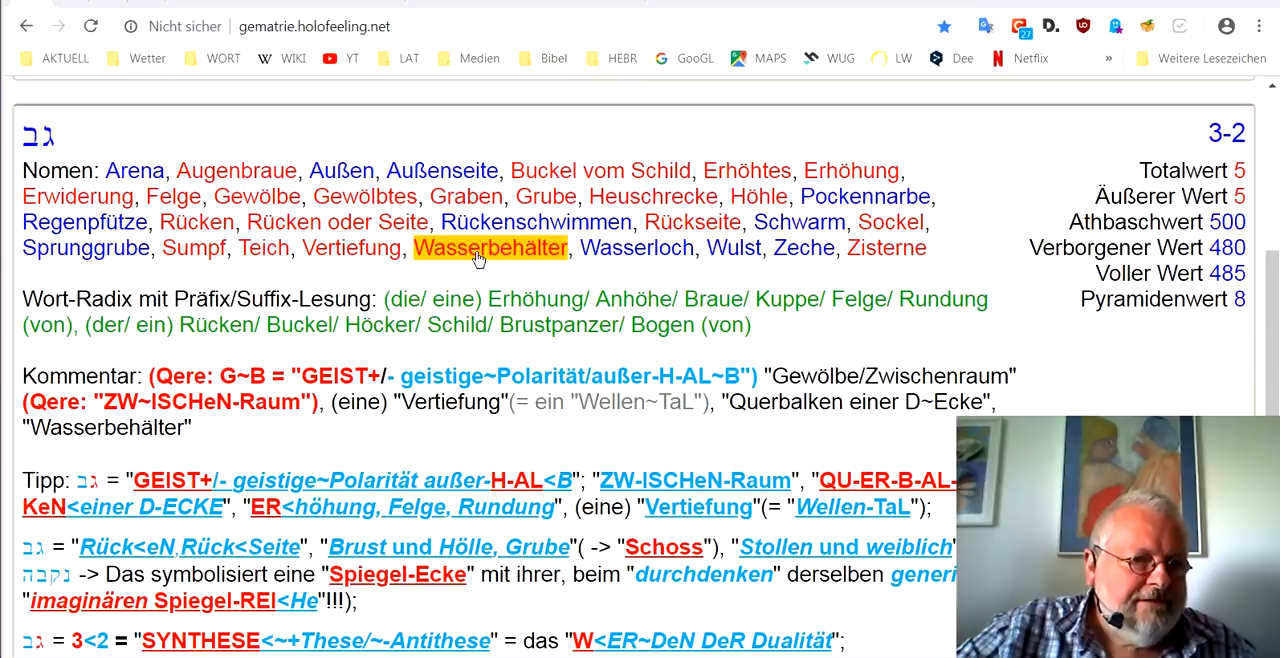 Nicht sicher | gematrie.holofeeling.net
27
AKTUELL Wetter WORT WIKI YT LAT Medien Bibel HEBR GooGL MAPS WUG LW Dee Netflix » Weitere Lesezeichen
גב 3-2
Nomen: Arena, Augenbraue, Außen, Außenseite, Buckel vom Schild, Erhöhtes, Erhöhung, Totalwert 5
Erwiderung, Felge, Gewölbe, Gewölbtes, Graben, Grube, Heuschrecke, Höhle, Pockennarbe, Äußerer Wert 5
Regenpfütze, Rücken, Rücken oder Seite, Rückenschwimmen, Rückseite, Schwarm, Sockel, Athbaschwert 500
Sprunggrube, Sumpf, Teich, Vertiefung, Wasserbehälter, Wasserloch, Wulst, Zeche, Zisterne Verborgener Wert 480
Voller Wert 485
Wort-Radix mit Präfix/Suffix-Lesung: (die/ eine) Erhöhung/ Anhöhe/ Braue/ Kuppe/ Felge/ Rundung Pyramidenwert 8
(von), (der/ ein) Rücken/ Buckel/ Höcker/ Schild/ Brustpanzer/ Bogen (von)
Kommentar: (Qere: G~B = "GEIST+/- geistige~Polarität/außer-H-AL~B") "Gewölbe/Zwischenraum"
(Qere: "ZW~ISCHeN-Raum"), (eine) "Vertiefung"(= ein "Wellen~TaL"), "Querbalken einer D~Ecke",
"Wasserbehälter"
Tipp: גב = "GEIST+/- geistige~Polarität außer-H-AL<B"; "ZW-ISCHeN-Raum", "QU-ER-B-AL-
KeN<einer D-ECKE", "ER<höhung, Felge, Rundung", (eine) "Vertiefung"(= "Wellen-TaL");
גב = "Rück<eN,Rück<Seite", "Brust und Hölle, Grube"( -> "Schoss"), "Stollen und weiblich"
נקבה -> Das symbolisiert eine "Spiegel-Ecke" mit ihrer, beim "durchdenken" derselben generi
"imaginären Spiegel-REI<He"!!!);
גב = 3<2 = "SYNTHESE<~+These/~-Antithese" = das "W<ER~DeN DeR Dualität";